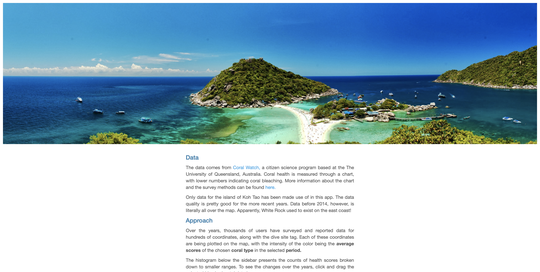 Data
The data comes from Coral Watch, a citizen science program based at the The
University of Queensland, Australia. Coral health is measured through a chart,
with lower numbers indicating coral bleaching. More information about the chart
and the survey methods can be found here.
Only data for the island of Koh Tao has been made use of in this app. The data
quality is pretty good for the more recent years. Data before 2014, however, is
literally all over the map. Apparently, White Rock used to exist on the east coast!
Approach
Over the years, thousands of users have surveyed and reported data for
hundreds of coordinates, along with the dive site tag. Each of these coordinates
are being plotted on the map, with the intensity of the color being the average
scores of the chosen coral type in the selected period.
The histogram below the sidebar presents the counts of health scores broken
down to smaller ranges. To see the changes over the years, click and drag the